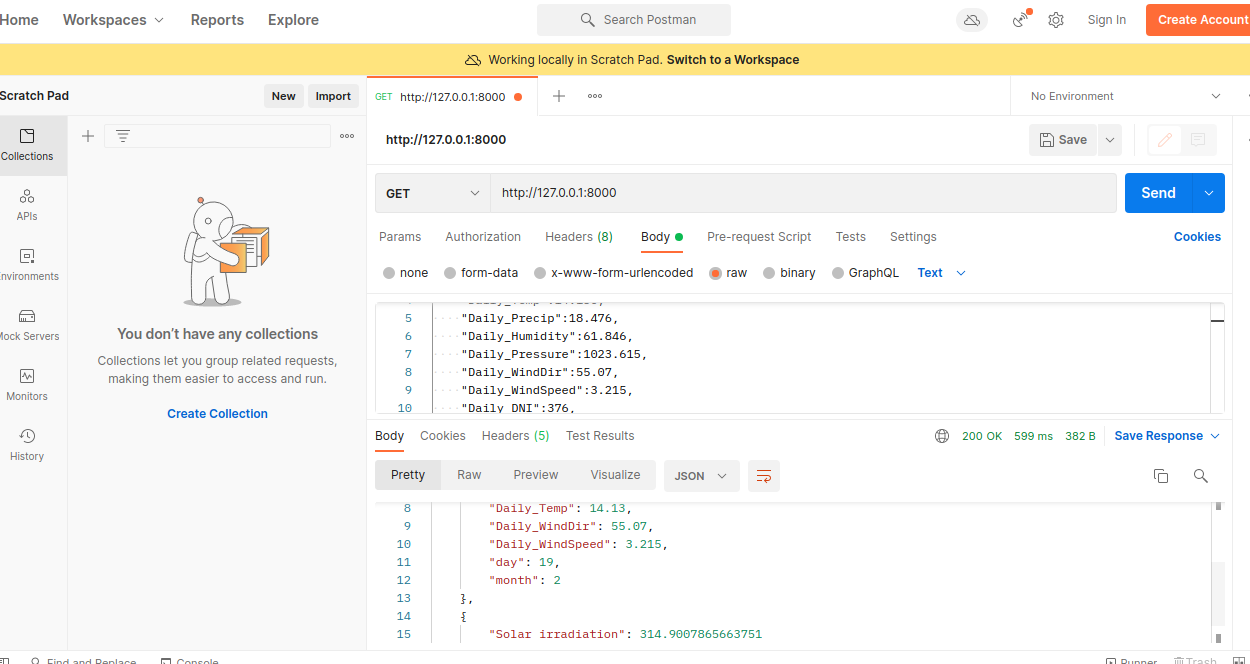 Home Workspaces Reports Explore Search Postman Sign In Create Account
Working locally in Scratch Pad. Switch to a Workspace
Scratch Pad New Import GET http://127.0.0.1:8000 No Environment
Collections
APIs
Environments
Mock Servers
Monitors
History
You don't have any collections
Collections let you group related requests,
making them easier to access and run.
Create Collection
http://127.0.0.1:8000 Save
GET http://127.0.0.1:8000 Send
Params Authorization Headers (8) Body Pre-request Script Tests Settings Cookies
none form-data x-www-form-urlencoded raw binary GraphQL Text
5 "Daily_Precip":18.476,
6 "Daily_Humidity":61.846,
7 "Daily_Pressure":1023.615,
8 "Daily_WindDir":55.07,
9 "Daily_WindSpeed":3.215,
10 "Daily_DNI":376,
Body Cookies Headers (5) Test Results 200 OK 599 ms 382 B Save Response
Pretty Raw Preview Visualize JSON
8 "Daily_Temp": 14.13,
9 "Daily_WindDir": 55.07,
10 "Daily_WindSpeed": 3.215,
11 "day": 19,
12 "month": 2
13 },
14 {
15 "Solar irradiation": 314.9007865663751
Find and Replace Console Runner Trash